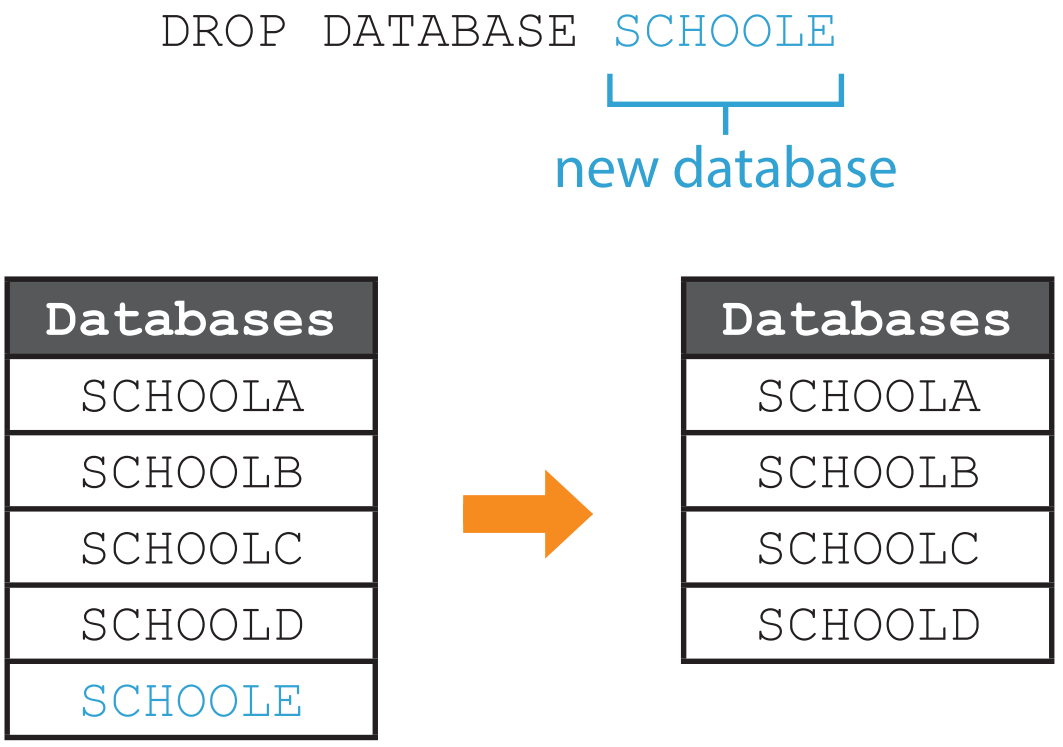 DROP DATABASE SCHOOLE
new database
Databases
SCHOOLA
SCHOOLB
SCHOOLC
SCHOOLD
SCHOOLE
Databases
SCHOOLA
SCHOOLB
SCHOOLC
SCHOOLD